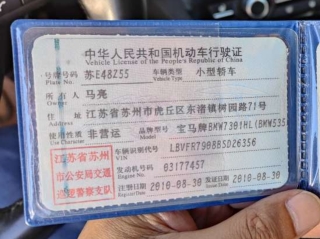 中华人民共和国机动车行驶证
Vehicle License of the People's Republic of China
号牌号码 苏E48Z55 车辆类型 小型轿车
Plate No. Vehicle Type
所有人 马亮
Owner
住址 江苏省苏州市虎丘区东渚镇树园路71号
Address
使用性质 非营运 品牌型号 宝马牌BMW7301HL(BMW535
Use Character Model
江苏省苏州 车辆识别代号 LBVFR790BBSD26356
VIN
市公安局交通 发动机号码 03177457
Engine No.
巡逻警察支队 注册日期 2010-08-30 发证日期 2010-08-30
Register Date Issue Date